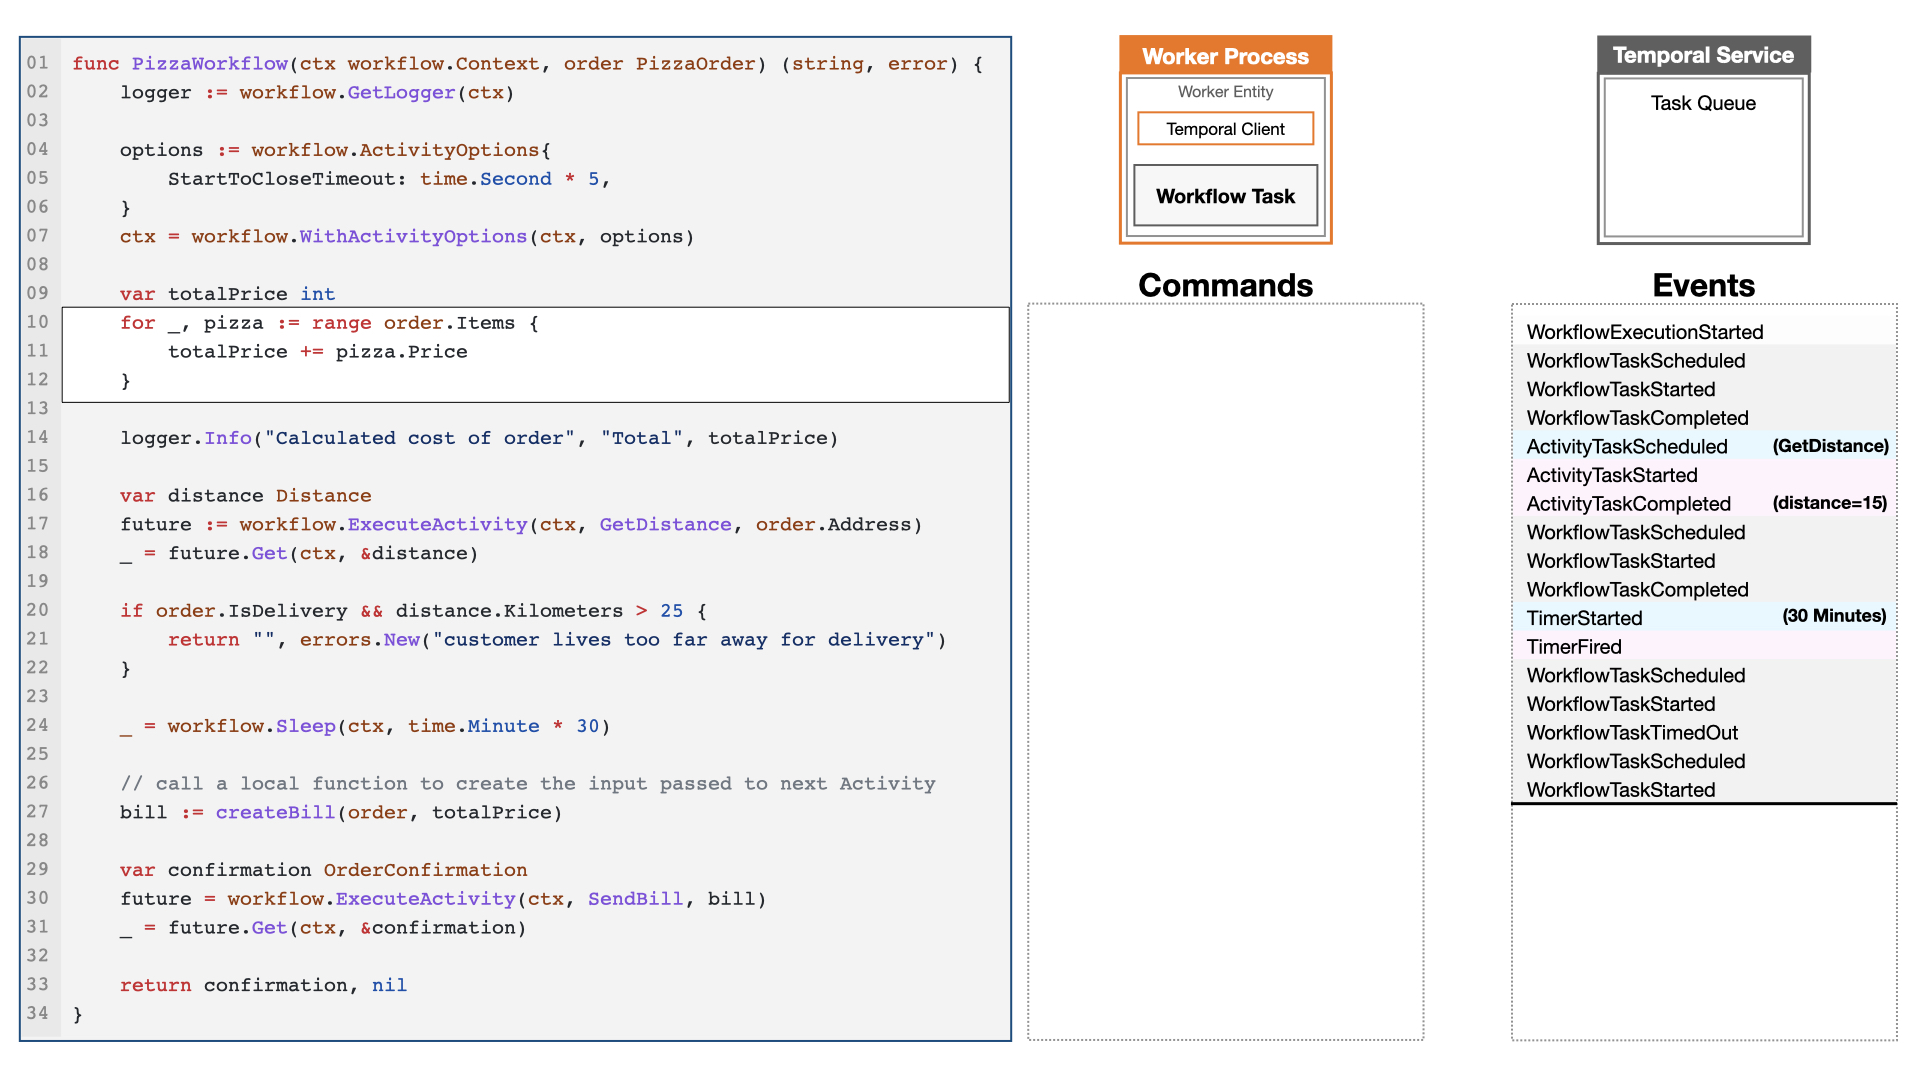 01 func PizzaWorkflow(ctx workflow.Context, order PizzaOrder) (string, error) {
02     logger := workflow.GetLogger(ctx)
03
04     options := workflow.ActivityOptions{
05         StartToCloseTimeout: time.Second * 5,
06     }
07     ctx = workflow.WithActivityOptions(ctx, options)
08
09     var totalPrice int
10     for _, pizza := range order.Items {
11         totalPrice += pizza.Price
12     }
13
14     logger.Info("Calculated cost of order", "Total", totalPrice)
15
16     var distance Distance
17     future := workflow.ExecuteActivity(ctx, GetDistance, order.Address)
18     _ = future.Get(ctx, &distance)
19
20     if order.IsDelivery && distance.Kilometers > 25 {
21         return "", errors.New("customer lives too far away for delivery")
22     }
23
24     _ = workflow.Sleep(ctx, time.Minute * 30)
25
26     // call a local function to create the input passed to next Activity
27     bill := createBill(order, totalPrice)
28
29     var confirmation OrderConfirmation
30     future = workflow.ExecuteActivity(ctx, SendBill, bill)
31     _ = future.Get(ctx, &confirmation)
32
33     return confirmation, nil
34 }
Worker Process
Worker Entity
Temporal Client
Workflow Task
Commands
Temporal Service
Task Queue
Events
WorkflowExecutionStarted
WorkflowTaskScheduled
WorkflowTaskStarted
WorkflowTaskCompleted
ActivityTaskScheduled (GetDistance)
ActivityTaskStarted
ActivityTaskCompleted (distance=15)
WorkflowTaskScheduled
WorkflowTaskStarted
WorkflowTaskCompleted
TimerStarted (30 Minutes)
TimerFired
WorkflowTaskScheduled
WorkflowTaskStarted
WorkflowTaskTimedOut
WorkflowTaskScheduled
WorkflowTaskStarted